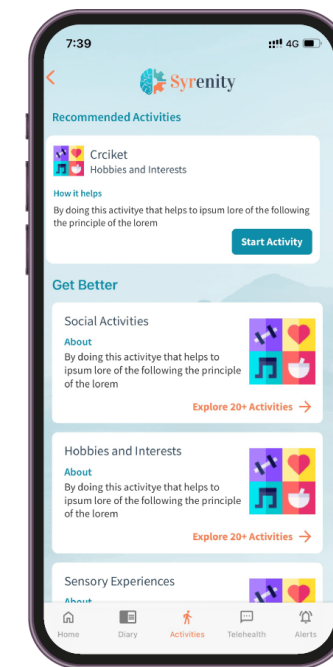 7:39
4G
Syrenity
Recommended Activities
Crciket
Hobbies and Interests
How it helps
By doing this activitye that helps to ipsum lore of the following
the principle of the lorem
Start Activity
Get Better
Social Activities
About
By doing this activitye that helps to
ipsum lore of the following the principle
of the lorem
Explore 20+ Activities →
Hobbies and Interests
About
By doing this activitye that helps to
ipsum lore of the following the principle
of the lorem
Explore 20+ Activities →
Sensory Experiences
About
Home
Diary
Activities
Telehealth
Alerts